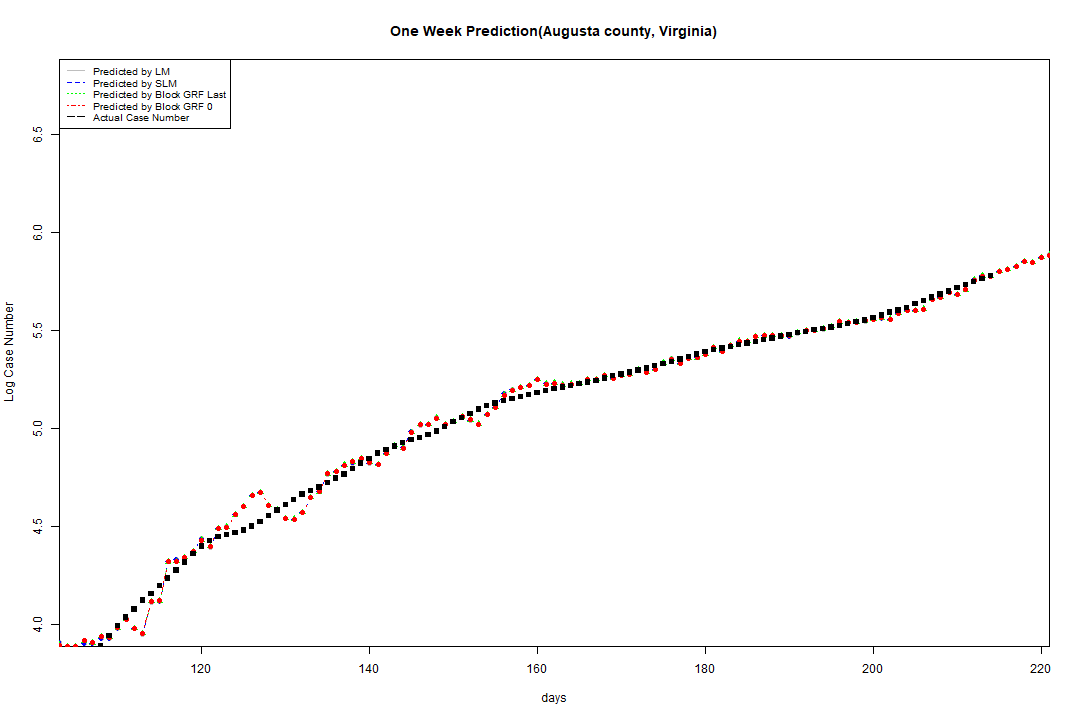 One Week Prediction(Augusta county, Virginia)
Predicted by LM
Predicted by SLM
Predicted by Block GRF Last
Predicted by Block GRF 0
Actual Case Number
Log Case Number
6.5
6.0
5.5
5.0
4.5
4.0
120 140 160 180 200 220
days